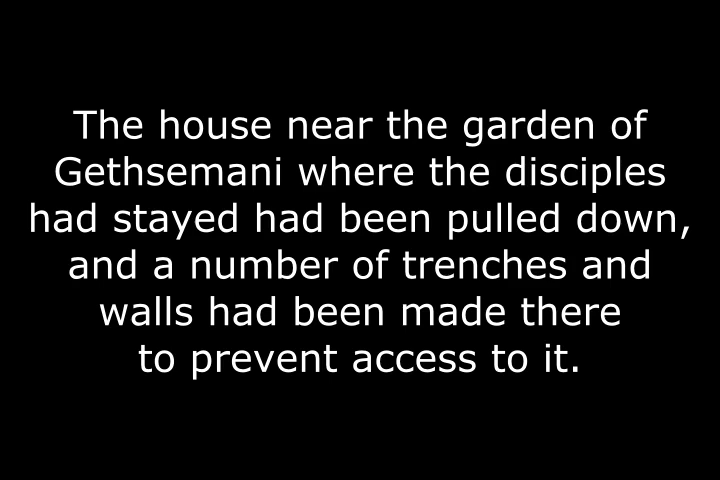 The house near the garden of
Gethsemani where the disciples
had stayed had been pulled down,
and a number of trenches and
walls had been made there
to prevent access to it.